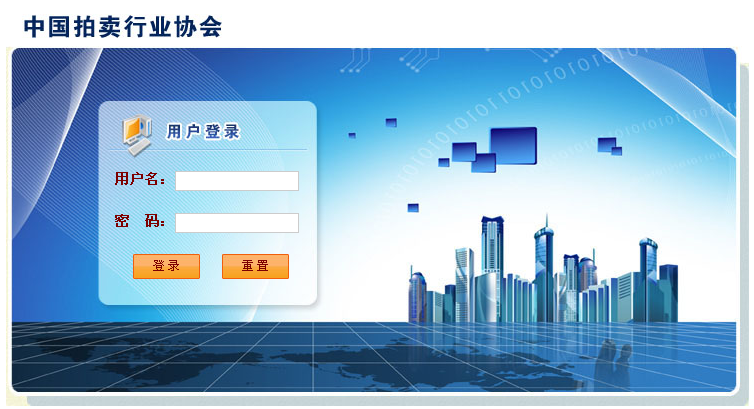 中国拍卖行业协会
用户登录
用户名：
密 码：
登 录 重 置